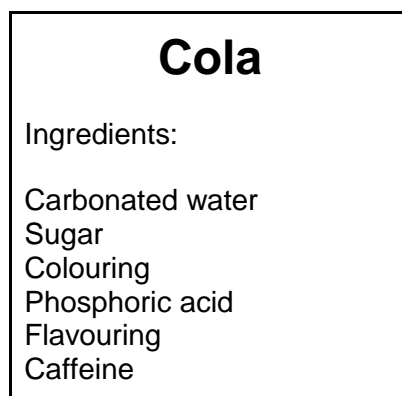 Cola
Ingredients:
Carbonated water
Sugar
Colouring
Phosphoric acid
Flavouring
Caffeine